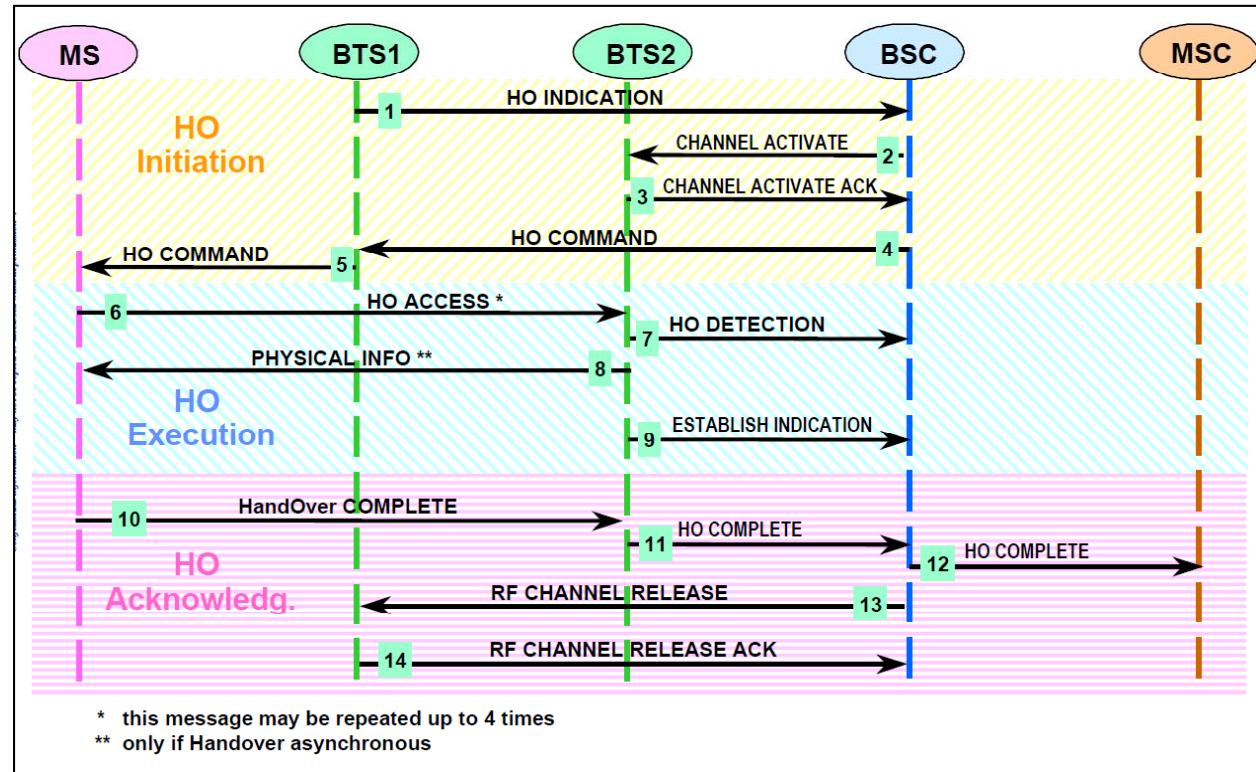 MS BTS1 BTS2 BSC MSC
HO INDICATION
1
HO
Initiation
CHANNEL ACTIVATE
2
3
CHANNEL ACTIVATE ACK
HO COMMAND
4
HO COMMAND
5
6
HO ACCESS *
7
HO DETECTION
PHYSICAL INFO **
8
HO
Execution
9
ESTABLISH INDICATION
10
HandOver COMPLETE
11
HO COMPLETE
12
HO COMPLETE
HO
Acknowledg.
RF CHANNEL RELEASE
13
14
RF CHANNEL RELEASE ACK
* this message may be repeated up to 4 times
** only if Handover asynchronous